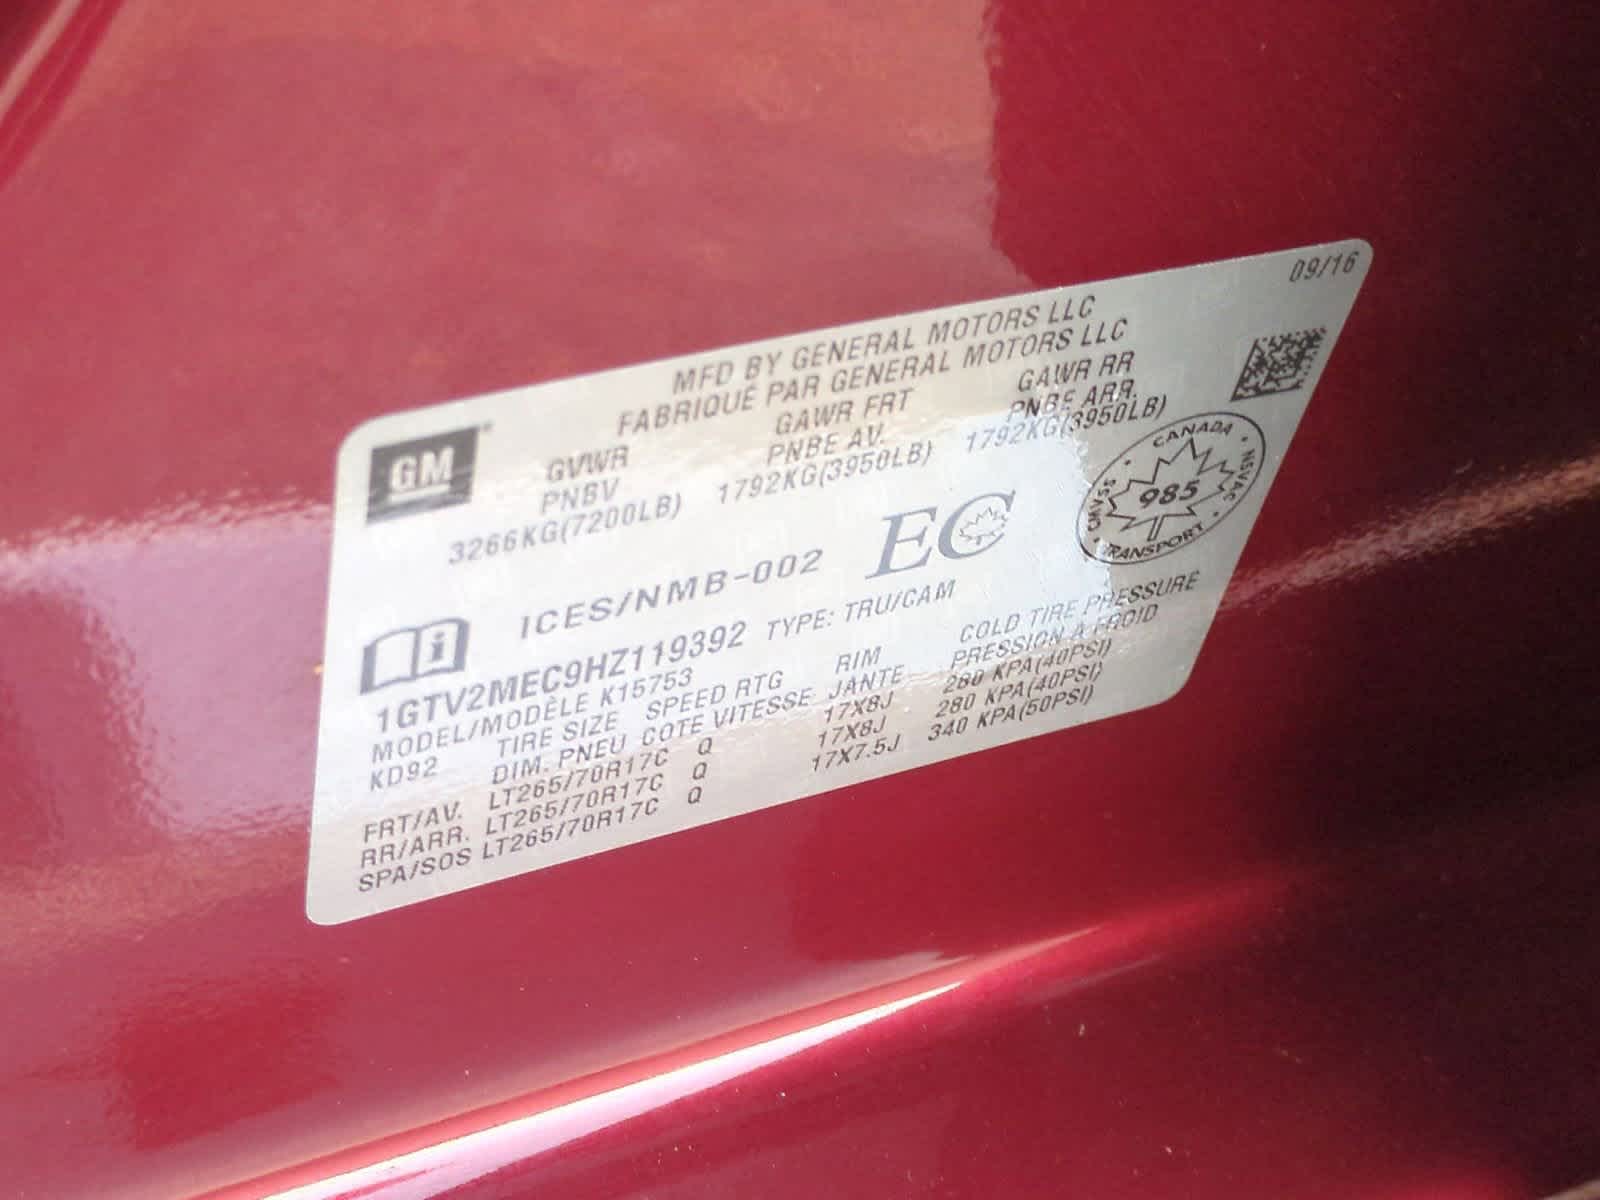 09/16
MFD BY GENERAL MOTORS LLC
FABRIQUÉ PAR GENERAL MOTORS LLC
GM
GVWR GAWR FRT GAWR RR
PNBV PNBE AV. PNBE ARR.
3266KG(7200LB) 1792KG(3950LB) 1792KG(3950LB)
CANADA
CMVSS 985 NSVAC
TRANSPORT
ICES/NMB-002 EC
1GTV2MEC9HZ119392 TYPE: TRU/CAM
MODEL/MODÈLE K15753
KD92 TIRE SIZE SPEED RTG RIM COLD TIRE PRESSURE
DIM. PNEU COTE VITESSE JANTE PRESSION A FROID
FRT/AV. LT265/70R17C Q 17X8J 280 KPA(40PSI)
RR/ARR. LT265/70R17C Q 17X8J 280 KPA(40PSI)
SPA/SOS LT265/70R17C Q 17X7.5J 340 KPA(50PSI)